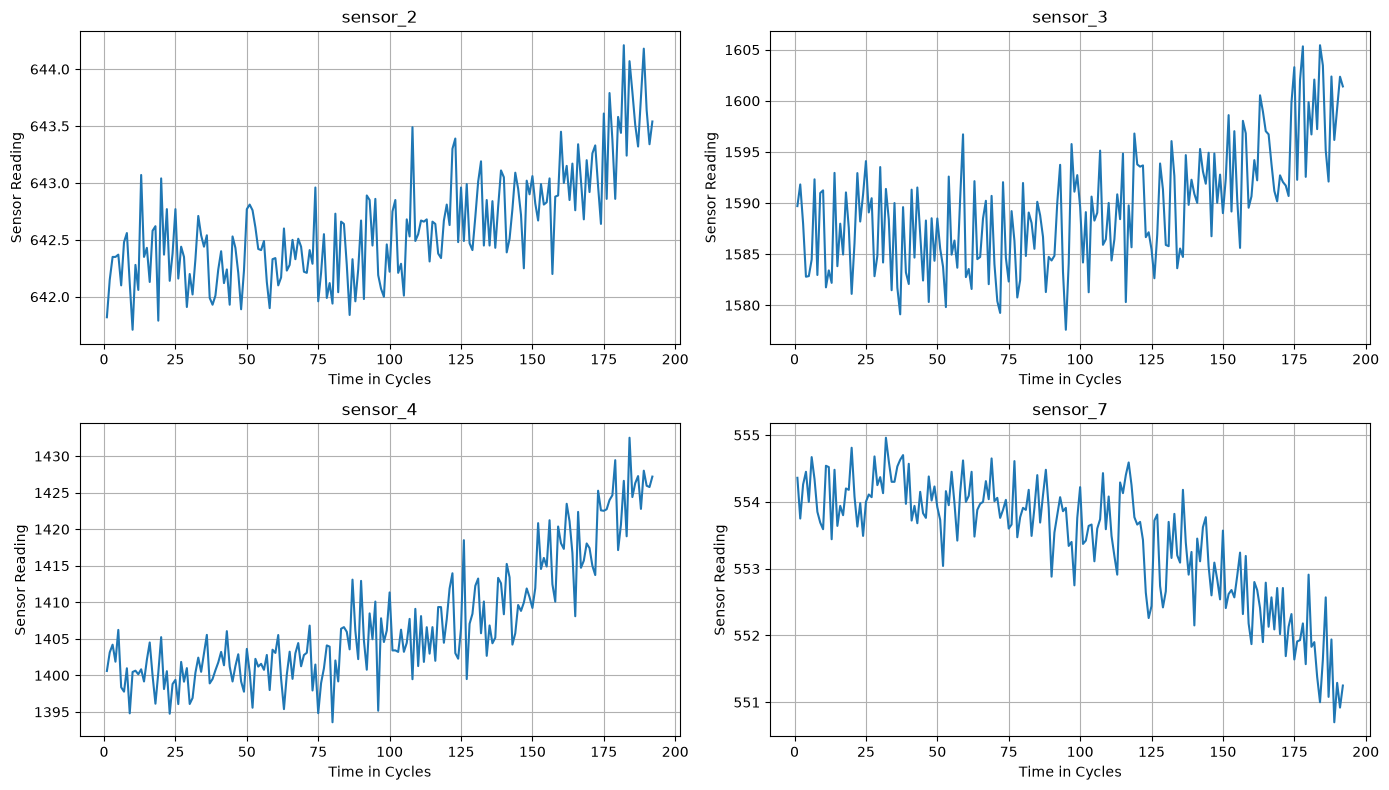 sensor_2
Sensor Reading
644.0
643.5
643.0
642.5
642.0
0 25 50 75 100 125 150 175 200
Time in Cycles
sensor_3
Sensor Reading
1605
1600
1595
1590
1585
1580
0 25 50 75 100 125 150 175 200
Time in Cycles
sensor_4
Sensor Reading
1430
1425
1420
1415
1410
1405
1400
1395
0 25 50 75 100 125 150 175 200
Time in Cycles
sensor_7
Sensor Reading
555
554
553
552
551
0 25 50 75 100 125 150 175 200
Time in Cycles